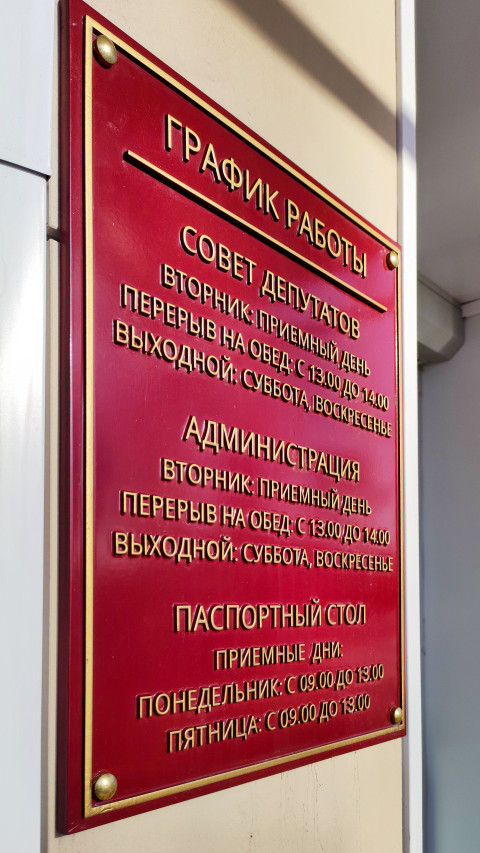 ГРАФИК РАБОТЫ
СОВЕТ ДЕПУТАТОВ
ВТОРНИК: ПРИЕМНЫЙ ДЕНЬ
ПЕРЕРЫВ НА ОБЕД: С 13.00 ДО 14.00
ВЫХОДНОЙ: СУББОТА, ВОСКРЕСЕНЬЕ
АДМИНИСТРАЦИЯ
ВТОРНИК: ПРИЕМНЫЙ ДЕНЬ
ПЕРЕРЫВ НА ОБЕД: С 13.00 ДО 14.00
ВЫХОДНОЙ: СУББОТА, ВОСКРЕСЕНЬЕ
ПАСПОРТНЫЙ СТОЛ
ПРИЕМНЫЕ ДНИ:
ПОНЕДЕЛЬНИК: С 09.00 ДО 13.00
ПЯТНИЦА: С 09.00 ДО 13.00